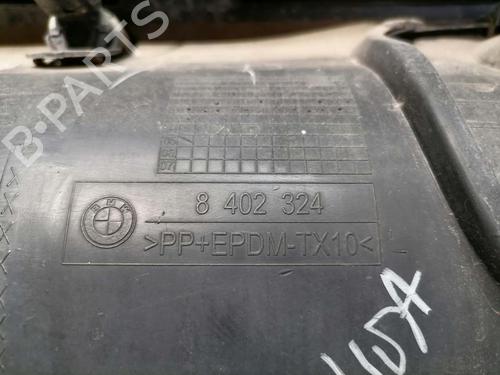 B-PARTS
BMW
8 402 324
>PP+EPDM-TX10<